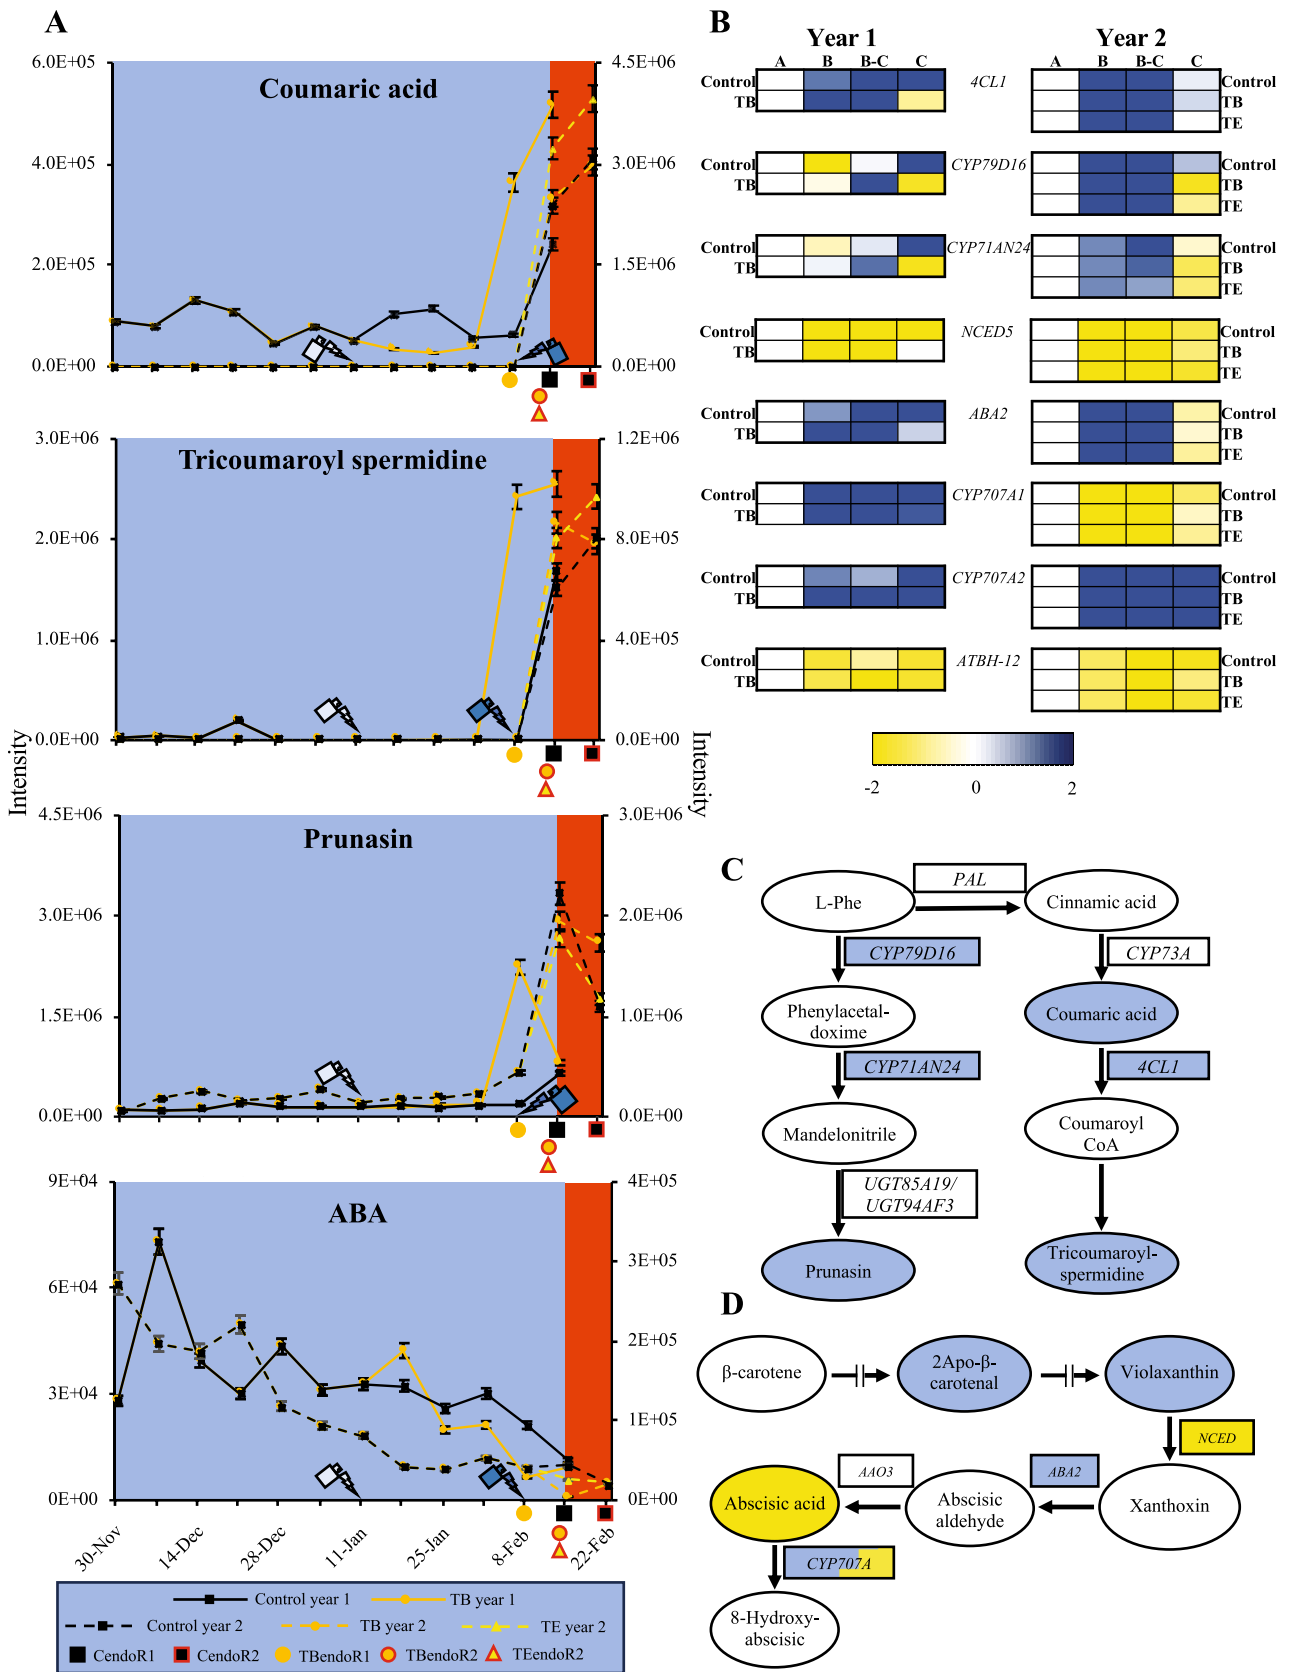 A
Coumaric acid
6.0E+05
4.0E+05
2.0E+05
0.0E+00
4.5E+06
3.0E+06
1.5E+06
0.0E+00
Tricoumaroyl spermidine
3.0E+06
2.0E+06
1.0E+06
0.0E+00
1.2E+06
8.0E+05
4.0E+05
0.0E+00
Intensity
Intensity
Prunasin
4.5E+06
3.0E+06
1.5E+06
0.0E+00
3.0E+06
2.0E+06
1.0E+06
0.0E+00
ABA
9E+04
6E+04
3E+04
0E+00
4E+05
3E+05
2E+05
1E+05
0E+00
30-Nov
14-Dec
28-Dec
11-Jan
25-Jan
8-Feb
22-Feb
Control year 1 TB year 1
Control year 2 TB year 2 TE year 2
CendoR1 CendoR2 TBendoR1 TBendoR2 TEendoR2
B
Year 1 Year 2
A B B-C C A B B-C C
Control 4CL1 Control
TB TB
TE
Control CYP79D16 Control
TB TB
TE
Control CYP71AN24 Control
TB TB
TE
Control NCED5 Control
TB TB
TE
Control ABA2 Control
TB TB
TE
Control CYP707A1 Control
TB TB
TE
Control CYP707A2 Control
TB TB
TE
Control ATBH-12 Control
TB TB
TE
-2 0 2
C
L-Phe
PAL
Cinnamic acid
CYP79D16
CYP73A
Phenylacetal-
doxime
Coumaric acid
CYP71AN24
4CL1
Mandelonitrile
Coumaroyl
CoA
UGT85A19/
UGT94AF3
Prunasin
Tricoumaroyl-
spermidine
D
β-carotene
2Apo-β-
carotenal
Violaxanthin
NCED
Xanthoxin
ABA2
Abscisic
aldehyde
AAO3
Abscisic acid
CYP707A
8-Hydroxy-
abscisic